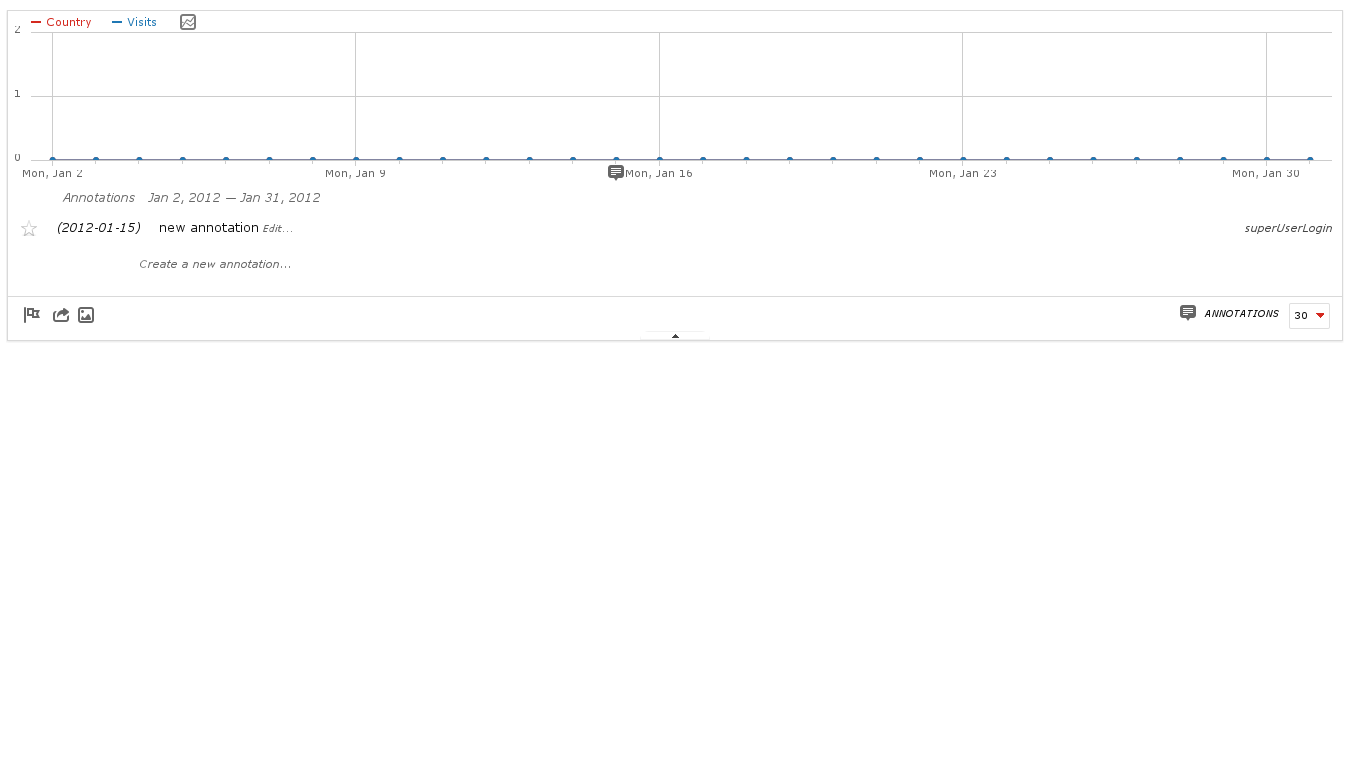 Country Visits
2
1
0
Mon, Jan 2 Mon, Jan 9 Mon, Jan 16 Mon, Jan 23 Mon, Jan 30
Annotations Jan 2, 2012 — Jan 31, 2012
(2012-01-15) new annotation Edit... superUserLogin
Create a new annotation...
ANNOTATIONS 30